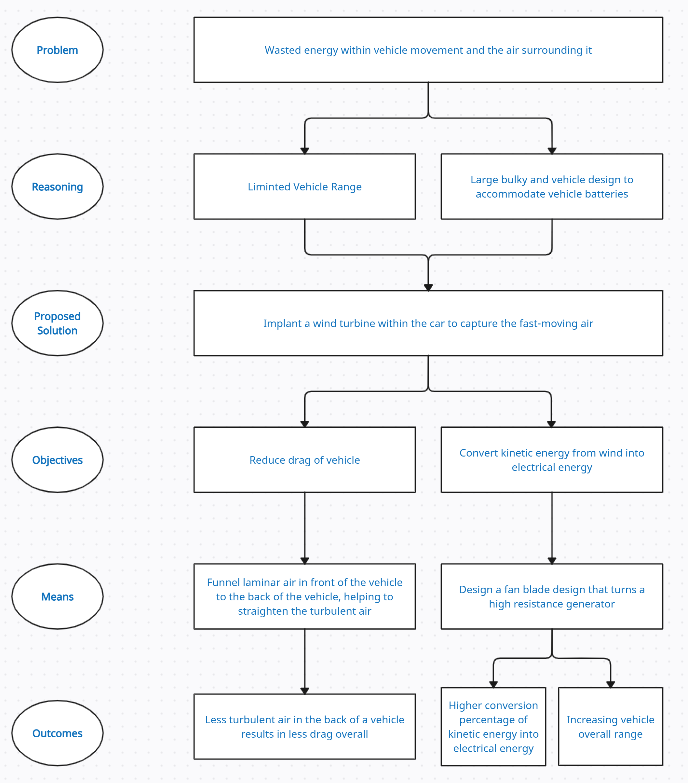 Problem
Wasted energy within vehicle movement and the air surrounding it
Reasoning
Liminted Vehicle Range
Large bulky and vehicle design to
accommodate vehicle batteries
Proposed
Solution
Implant a wind turbine within the car to capture the fast-moving air
Objectives
Reduce drag of vehicle
Convert kinetic energy from wind into
electrical energy
Means
Funnel laminar air in front of the vehicle
to the back of the vehicle, helping to
straighten the turbulent air
Design a fan blade design that turns a
high resistance generator
Outcomes
Less turbulent air in the back of a vehicle
results in less drag overall
Higher conversion
percentage of
kinetic energy into
electrical energy
Increasing vehicle
overall range